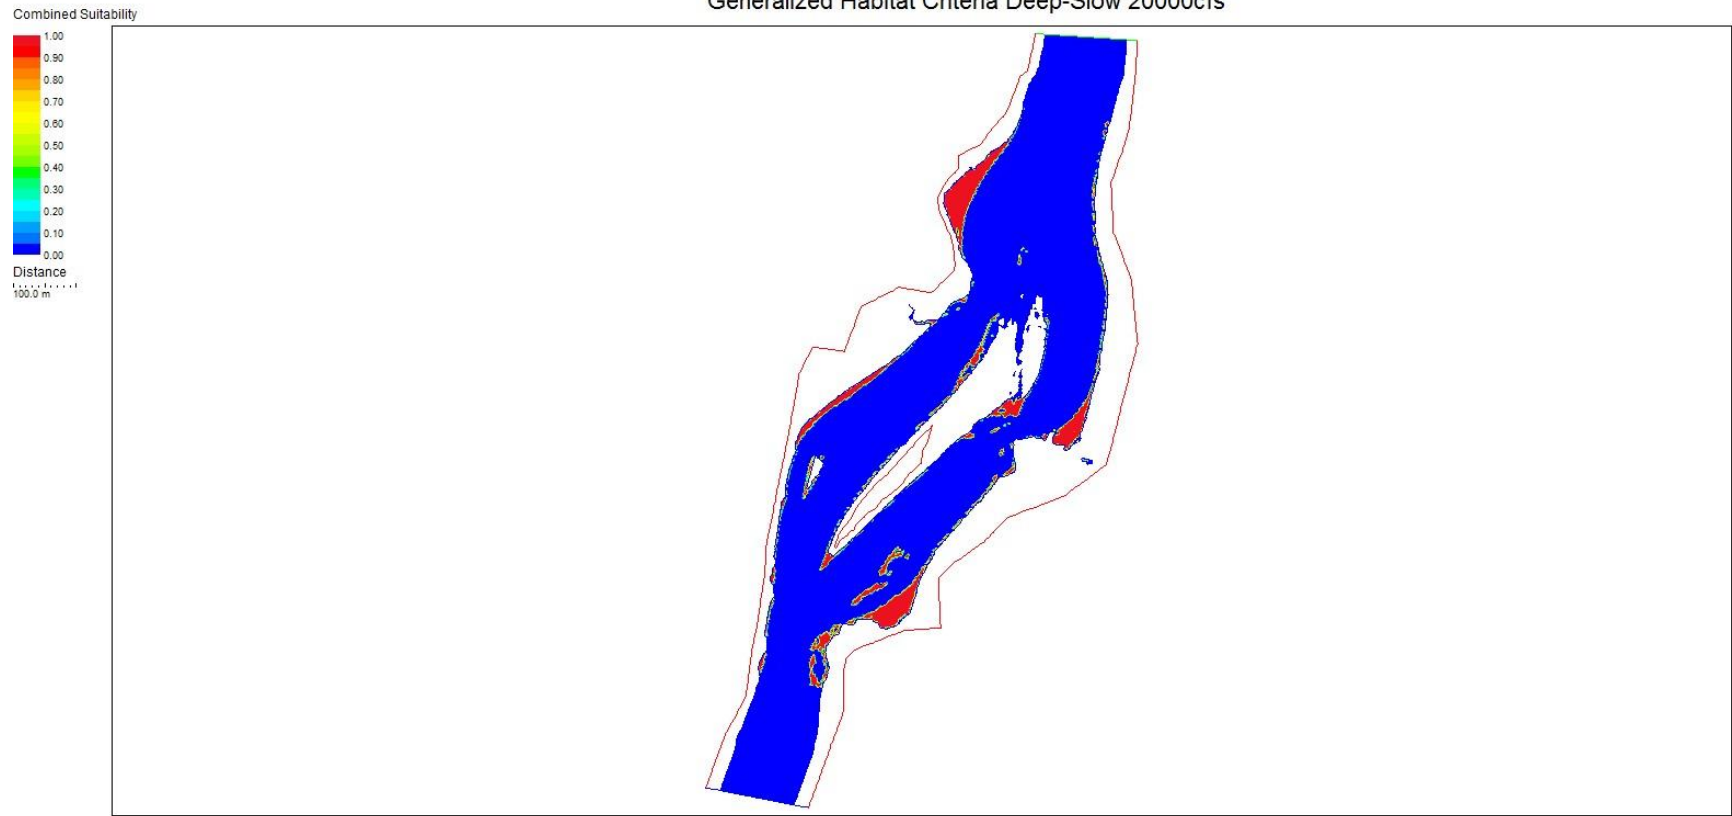 Generalized Habitat Criteria Deep-Slow 20000cfs
Combined Suitability
1.00
0.90
0.80
0.70
0.60
0.50
0.40
0.30
0.20
0.10
0.00
Distance
100.0 m